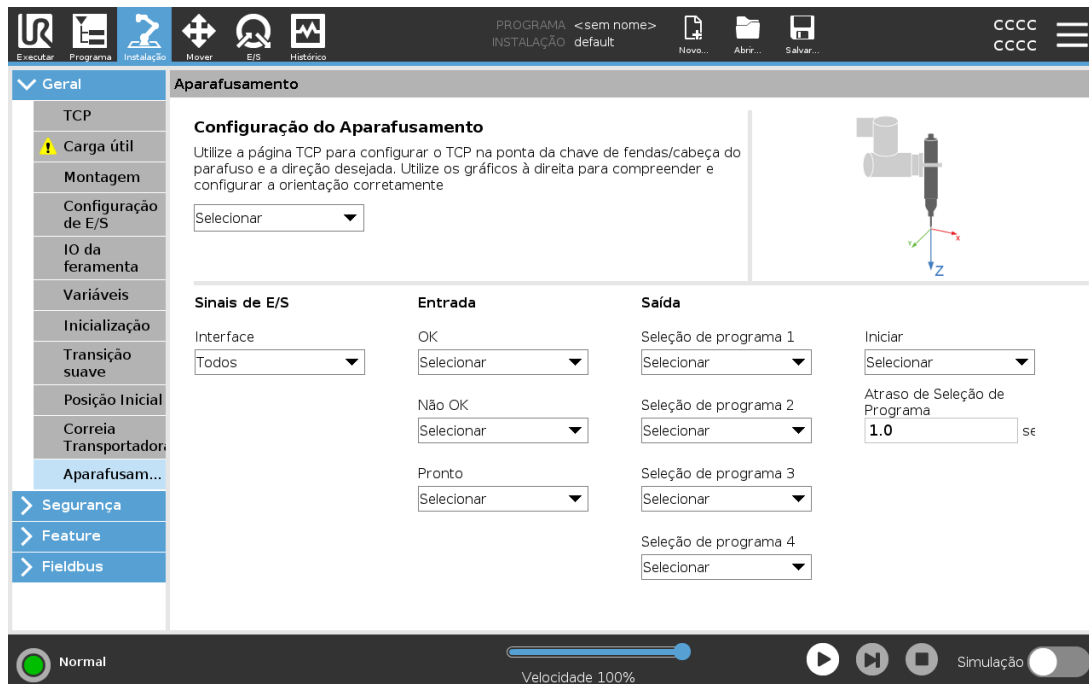 PROGRAMA <sem nome>
INSTALAÇÃO default
CCCC
CCCC
Executar
Programa
Instalação
Mover
E/S
Histórico
Novo...
Abrir...
Salvar...
Geral
Aparafusamento
TCP
Carga útil
Montagem
Configuração
de E/S
IO da
feramenta
Variáveis
Inicialização
Transição
suave
Posição Inicial
Correia
Transportadora
Aparafusam...
Segurança
Feature
Fieldbus
Configuração do Aparafusamento
Utilize a página TCP para configurar o TCP na ponta da chave de fendas/cabeça do
parafuso e a direção desejada. Utilize os gráficos à direita para compreender e
configurar a orientação corretamente
Selecionar
Y
X
Z
Sinais de E/S
Interface
Todos
Entrada
OK
Selecionar
Não OK
Selecionar
Pronto
Selecionar
Saída
Seleção de programa 1
Selecionar
Seleção de programa 2
Selecionar
Seleção de programa 3
Selecionar
Seleção de programa 4
Selecionar
Iniciar
Selecionar
Atraso de Seleção de
Programa
1.0 se
Normal
Velocidade 100%
Simulação